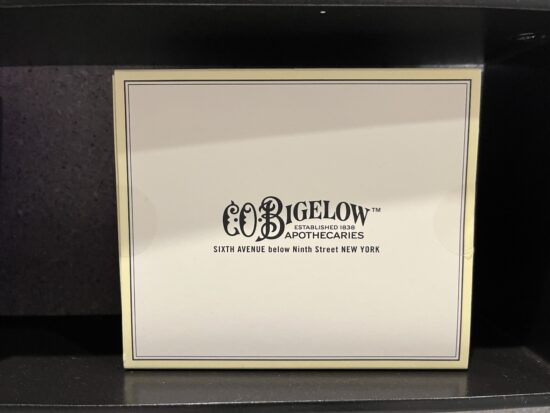 C.O. BIGELOW™
ESTABLISHED 1838
APOTHECARIES
SIXTH AVENUE below Ninth Street NEW YORK